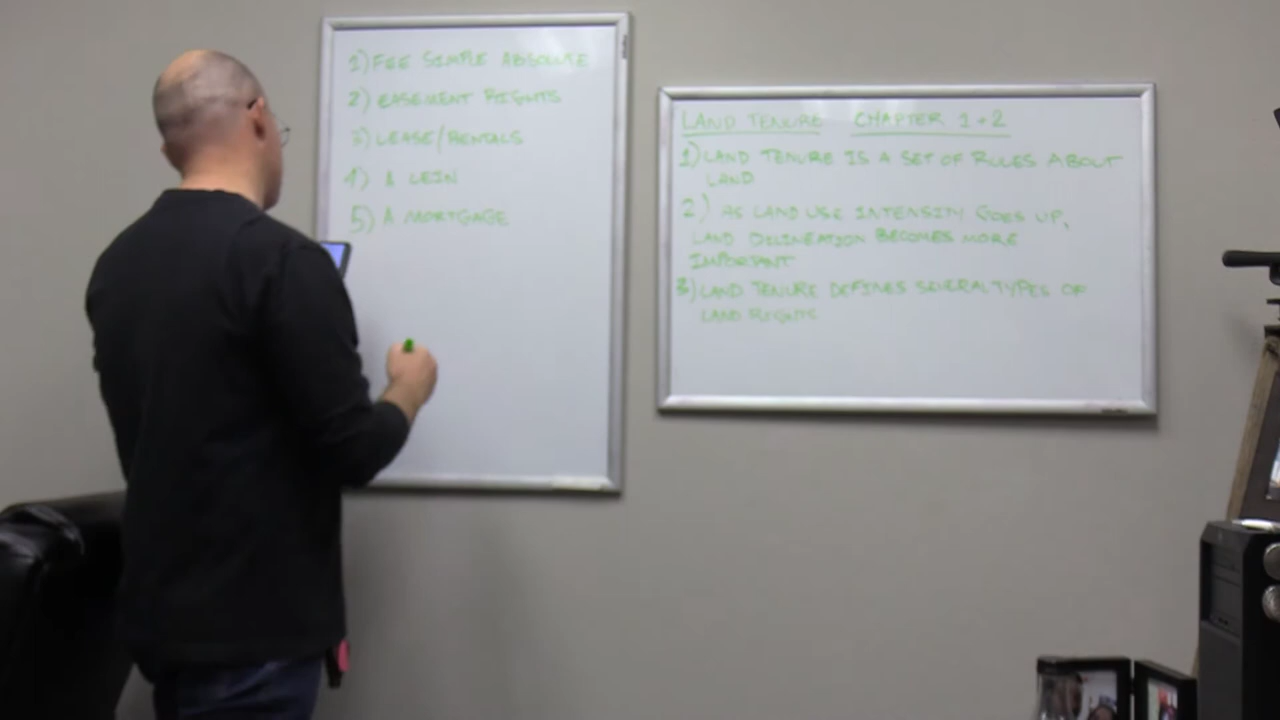 1) FEE SIMPLE ABSOLUTE
2) EASEMENT RIGHTS
3) LEASE/RENTALS
4) A LEIN
5) A MORTGAGE
LAND TENURE CHAPTER 1+2
1) LAND TENURE IS A SET OF RULES ABOUT
LAND
2) AS LAND USE INTENSITY GOES UP,
LAND DILINEATION BECOMES MORE
IMPORTANT
3) LAND TENURE DEFINES SEVERAL TYPES OF
LAND RIGHTS